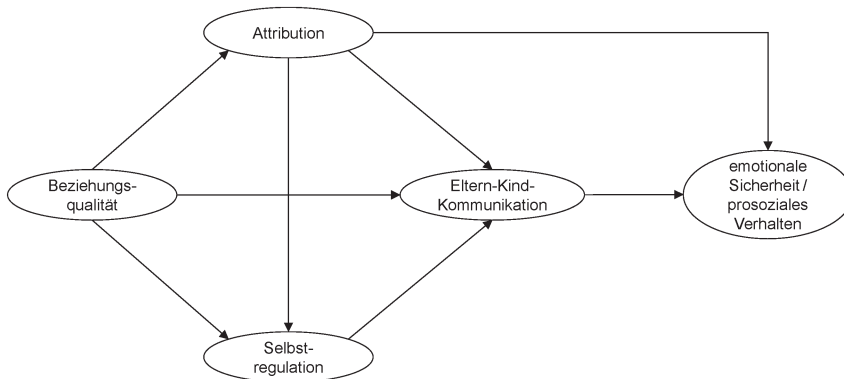 Attribution
Beziehungs-
qualität
Eltern-Kind-
Kommunikation
emotionale
Sicherheit/
prosoziales
Verhalten
Selbst-
regulation